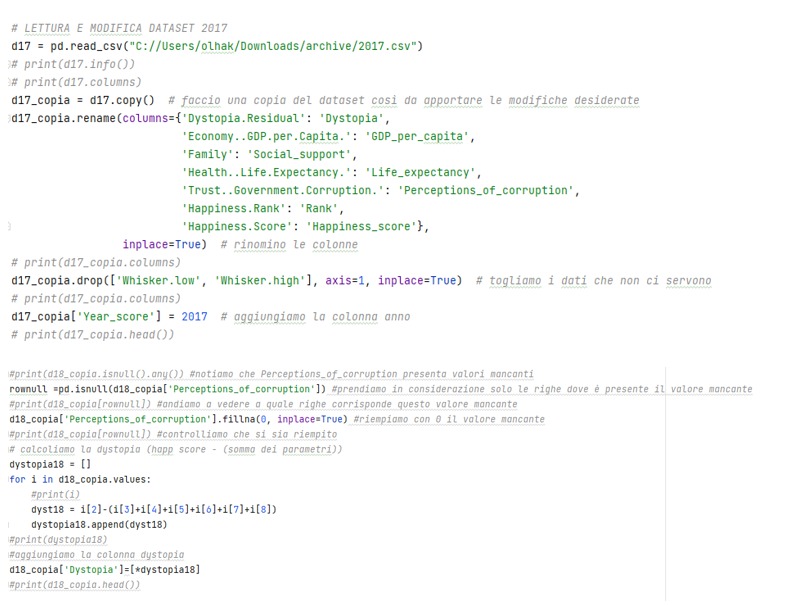 # LETTURA E MODIFICA DATASET 2017
d17 = pd.read_csv("C://Users/olhak/Downloads/archive/2017.csv")
# print(d17.info())
# print(d17.columns)
d17_copia = d17.copy()  # faccio una copia del dataset così da apportare le modifiche desiderate
d17_copia.rename(columns={'Dystopia.Residual': 'Dystopia',
                          'Economy..GDP.per.Capita.': 'GDP_per_capita',
                          'Family': 'Social_support',
                          'Health..Life.Expectancy.': 'Life_expectancy',
                          'Trust..Government.Corruption.': 'Perceptions_of_corruption',
                          'Happiness.Rank': 'Rank',
                          'Happiness.Score': 'Happiness_score'},
                 inplace=True)  # rinomino le colonne
# print(d17_copia.columns)
d17_copia.drop(['Whisker.low', 'Whisker.high'], axis=1, inplace=True)  # togliamo i dati che non ci servono
# print(d17_copia.columns)
d17_copia['Year_score'] = 2017  # aggiungiamo la colonna anno
# print(d17_copia.head())
#print(d18_copia.isnull().any()) #notiamo che Perceptions_of_corruption presenta valori mancanti
rownull =pd.isnull(d18_copia['Perceptions_of_corruption']) #prendiamo in considerazione solo le righe dove è presente il valore mancante
#print(d18_copia[rownull]) #andiamo a vedere a quale righe corrisponde questo valore mancante
d18_copia['Perceptions_of_corruption'].fillna(0, inplace=True) #riempiamo con 0 il valore mancante
#print(d18_copia[rownull]) #controlliamo che si sia riempito
# calcoliamo la dystopia (happ score - (somma dei parametri))
dystopia18 = []
for i in d18_copia.values:
    #print(i)
    dyst18 = i[2]-(i[3]+i[4]+i[5]+i[6]+i[7]+i[8])
    dystopia18.append(dyst18)
#print(dystopia18)
#aggiungiamo la colonna dystopia
d18_copia['Dystopia']=[*dystopia18]
#print(d18_copia.head())